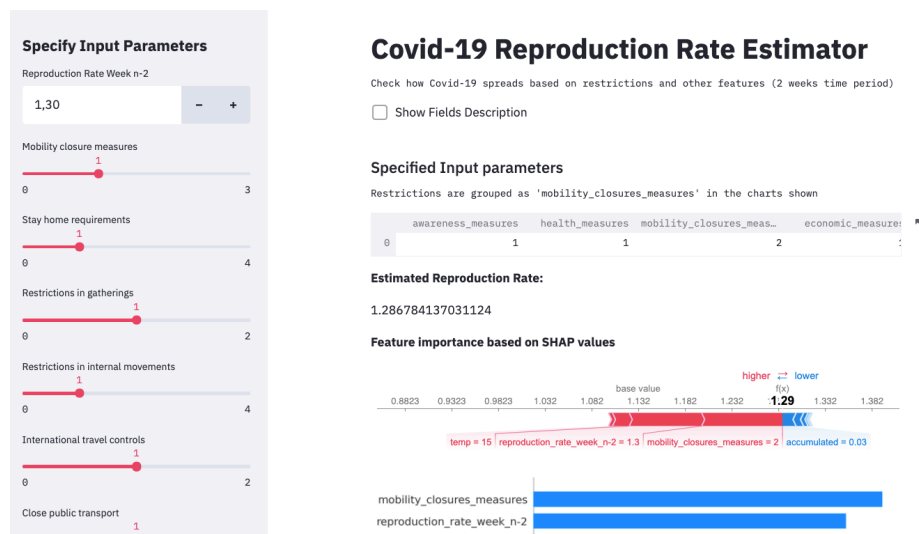 Specify Input Parameters
Reproduction Rate Week n-2
1,30 − +
Mobility closure measures
1
0 3
Stay home requirements
1
0 4
Restrictions in gatherings
1
0 2
Restrictions in internal movements
1
0 4
International travel controls
1
0 2
Close public transport
1
Covid-19 Reproduction Rate Estimator
Check how Covid-19 spreads based on restrictions and other features (2 weeks time period)
Show Fields Description
Specified Input parameters
Restrictions are grouped as 'mobility_closures_measures' in the charts shown
awareness_measures health_measures mobility_closures_meas… economic_measures
0 1 1 2
Estimated Reproduction Rate:
1.286784137031124
Feature importance based on SHAP values
higher ⇄ lower
base value f(x)
0.8823 0.9323 0.9823 1.032 1.082 1.132 1.182 1.232 1.29 1.332 1.382
temp = 15 reproduction_rate_week_n-2 = 1.3 mobility_closures_measures = 2 accumulated = 0.03
mobility_closures_measures
reproduction_rate_week_n-2